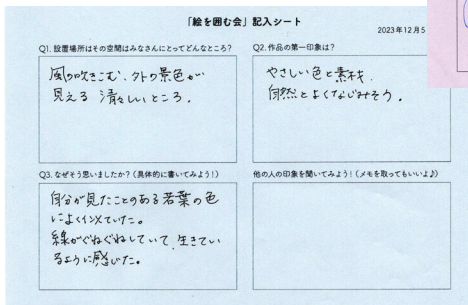 「絵を囲む会」記入シート
2023年12月5
Q1. 設置場所はその空間はみなさんにとってどんなところ?
風の吹きこむ、外の景色が
見える 清々しいところ.
Q2. 作品の第一印象は?
やさしい色と素材.
自然とよくなじみそう.
Q3. なぜそう思いましたか?(具体的に書いてみよう!)
自分が見たことのある若葉の色
によく似ていた。
線がぐねぐねしていて、生きてい
るように感じた。
他の人の印象を聞いてみよう!(メモを取ってもいいよ♪)